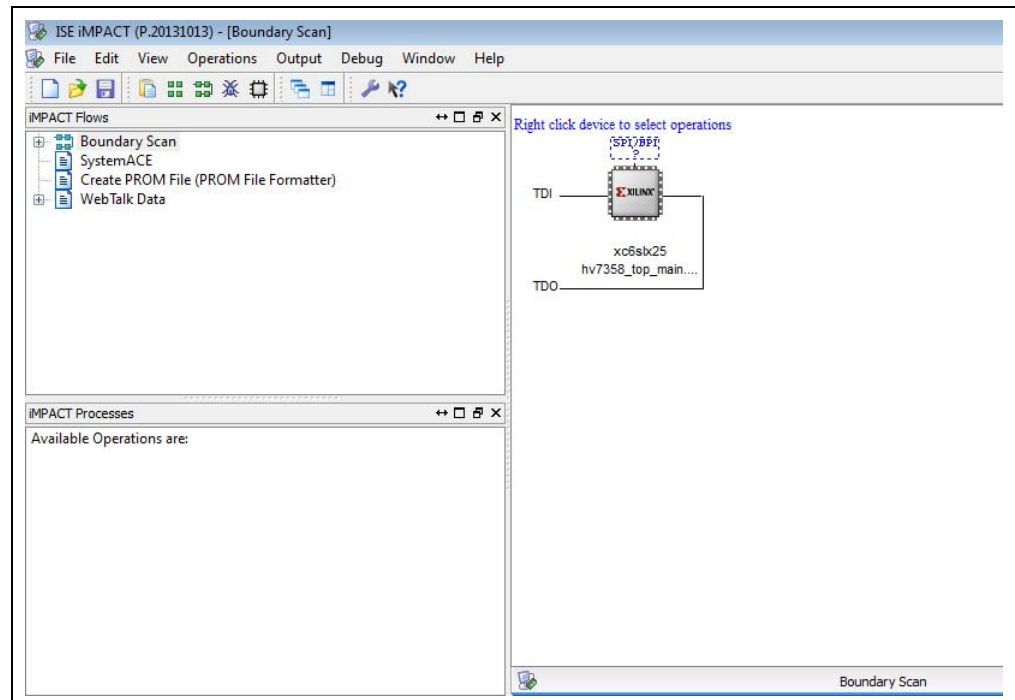 ISE iMPACT (P.20131013) - [Boundary Scan]
File Edit View Operations Output Debug Window Help
iMPACT Flows
Boundary Scan
SystemACE
Create PROM File (PROM File Formatter)
WebTalk Data
iMPACT Processes
Available Operations are:
Right click device to select operations
SPI/BPI
?
TDI
XILINX
xc6slx25
hv7358_top_main....
TDO
Boundary Scan